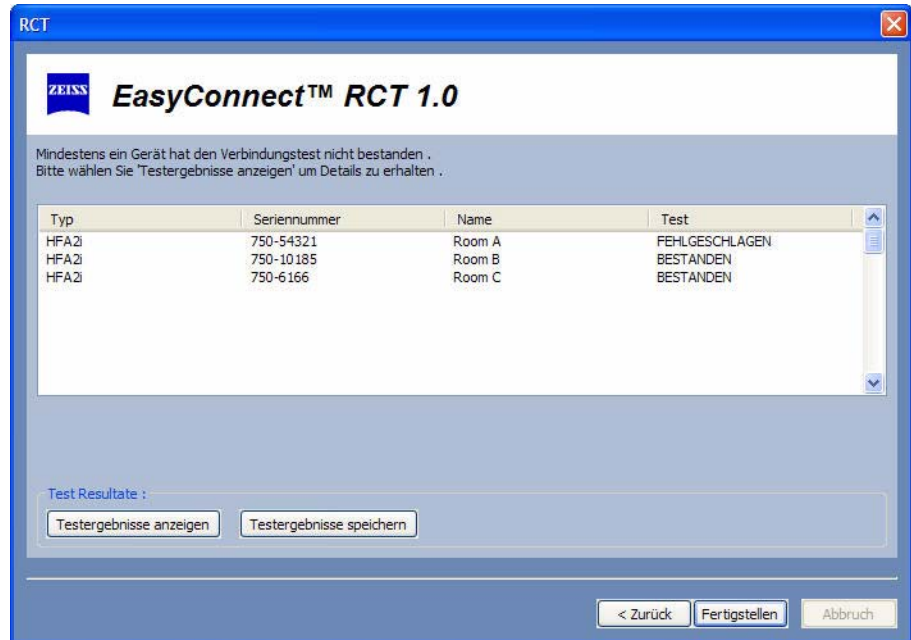 RCT
ZEISS
EasyConnect™ RCT 1.0
Mindestens ein Gerät hat den Verbindungstest nicht bestanden .
Bitte wählen Sie 'Testergebnisse anzeigen' um Details zu erhalten .
Typ Seriennummer Name Test
HFA2i 750-54321 Room A FEHLGESCHLAGEN
HFA2i 750-10185 Room B BESTANDEN
HFA2i 750-6166 Room C BESTANDEN
Test Resultate :
Testergebnisse anzeigen Testergebnisse speichern
< Zurück Fertigstellen Abbruch